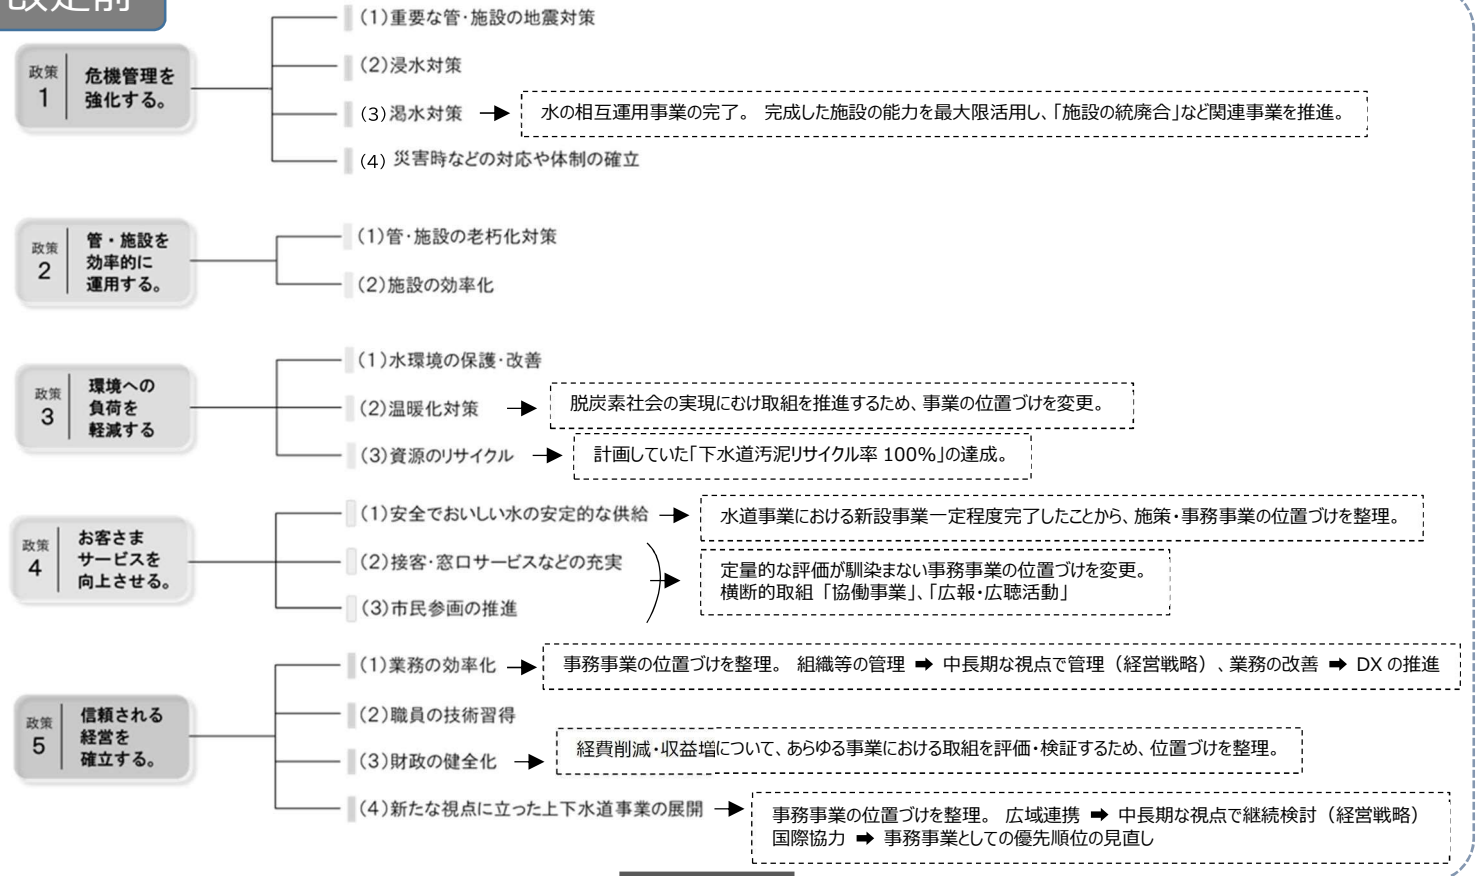 改定前
(1)重要な管・施設の地震対策
(2)浸水対策
政策
1
危機管理を
強化する。
(3)渇水対策
水の相互運用事業の完了。 完成した施設の能力を最大限活用し、「施設の統廃合」など関連事業を推進。
(4) 災害時などの対応や体制の確立
政策
2
管・施設を
効率的に
運用する。
(1)管・施設の老朽化対策
(2)施設の効率化
(1)水環境の保護・改善
政策
3
環境への
負荷を
軽減する
(2)温暖化対策
脱炭素社会の実現にむけ取組を推進するため、事業の位置づけを変更。
(3)資源のリサイクル
計画していた「下水道汚泥リサイクル率 100%」の達成。
(1)安全でおいしい水の安定的な供給
水道事業における新設事業一定程度完了したことから、施策・事務事業の位置づけを整理。
政策
4
お客さま
サービスを
向上させる。
(2)接客・窓口サービスなどの充実
(3)市民参画の推進
定量的な評価が馴染まない事務事業の位置づけを変更。
横断的取組 「協働事業」、「広報・広聴活動」
(1)業務の効率化
事務事業の位置づけを整理。 組織等の管理 ➡ 中長期な視点で管理（経営戦略）、業務の改善 ➡ DX の推進
政策
5
信頼される
経営を
確立する。
(2)職員の技術習得
(3)財政の健全化
経費削減・収益増について、あらゆる事業における取組を評価・検証するため、位置づけを整理。
(4)新たな視点に立った上下水道事業の展開
事務事業の位置づけを整理。 広域連携 ➡ 中長期な視点で継続検討（経営戦略）
国際協力 ➡ 事務事業としての優先順位の見直し